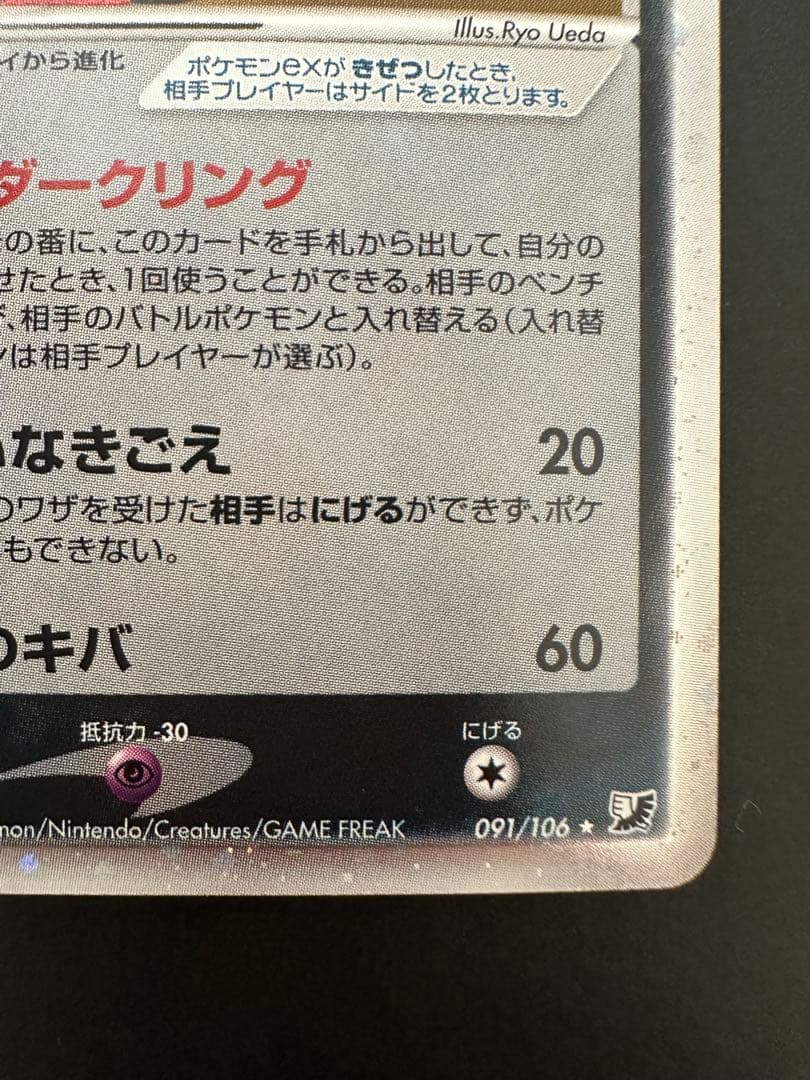 Illus.Ryo Ueda
イから進化
ポケモンexが きぜつしたとき、
相手プレイヤーはサイドを2枚とります。
ダークリング
の番に、このカードを手札から出して、自分の
せたとき、1回使うことができる。相手のベンチ
、相手のバトルポケモンと入れ替える（入れ替
は相手プレイヤーが選ぶ）。
なきごえ 20
のワザを受けた相手はにげるができず、ポケ
もできない。
のキバ 60
抵抗力 -30 にげる
mon/Nintendo/Creatures/GAME FREAK 091/106 ★